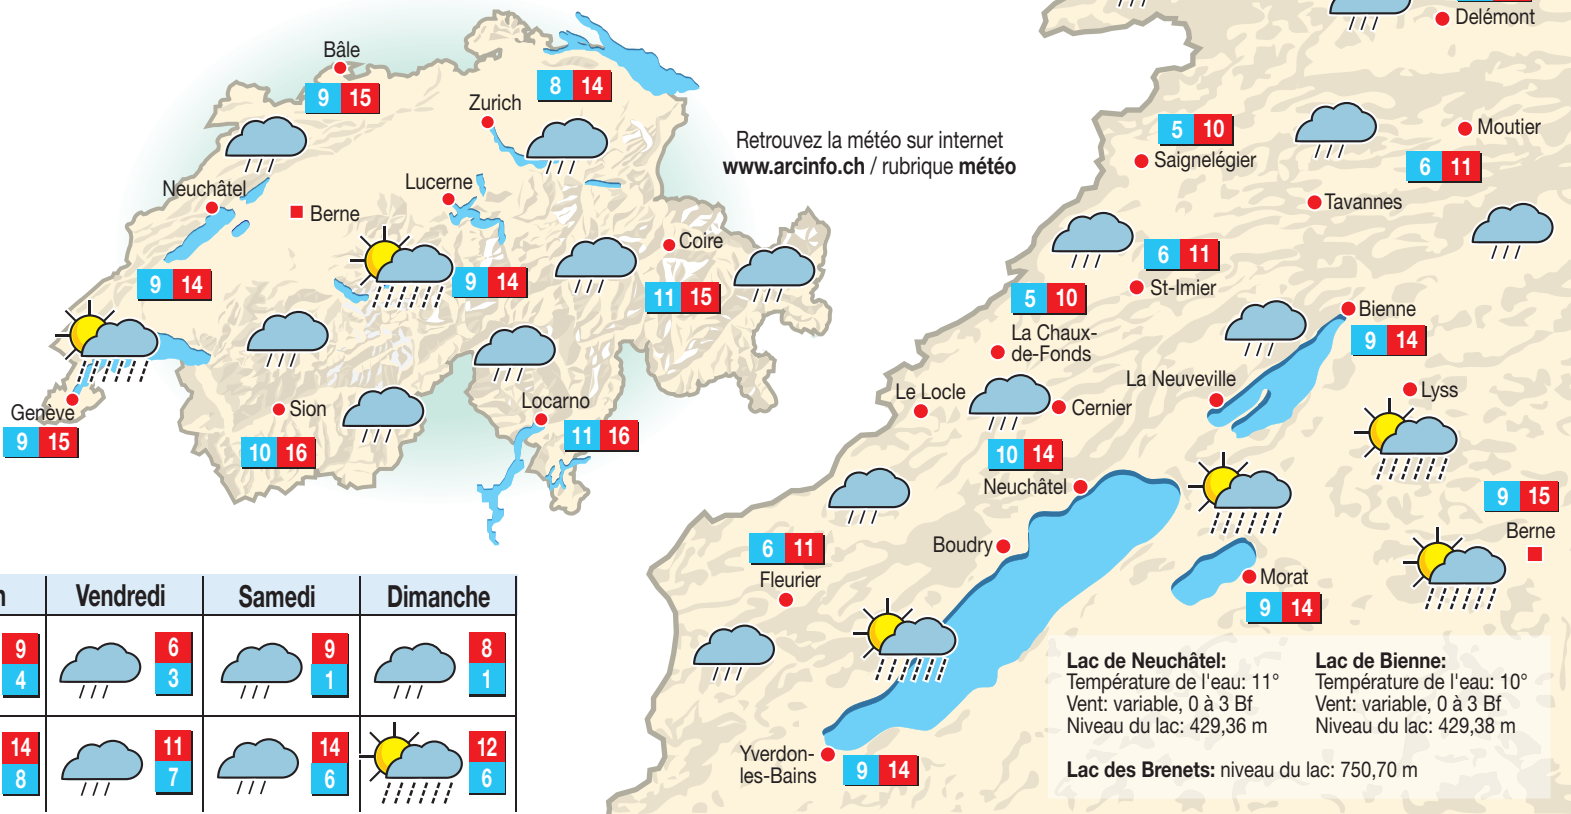 Bâle
9 15
8 14
Zurich
Retrouvez la météo sur internet
www.arcinfo.ch / rubrique météo
Neuchâtel
Lucerne
Berne
Coire
9 14
9 14
11 15
Genève
9 15
Sion
10 16
Locarno
11 16
Vendredi Samedi Dimanche
9 6 9 8
4 3 1 1
14 11 14 12
8 7 6 6
Delémont
5 10
Saignelégier
Moutier
6 11
Tavannes
6 11
St-Imier
5 10
La Chaux-
de-Fonds
Bienne
9 14
La Neuveville
Le Locle
Cernier
Lyss
10 14
Neuchâtel
9 15
Berne
Boudry
6 11
Fleurier
Morat
9 14
Yverdon-
les-Bains
9 14
Lac de Neuchâtel:
Température de l'eau: 11°
Vent: variable, 0 à 3 Bf
Niveau du lac: 429,36 m
Lac de Bienne:
Température de l'eau: 10°
Vent: variable, 0 à 3 Bf
Niveau du lac: 429,38 m
Lac des Brenets: niveau du lac: 750,70 m